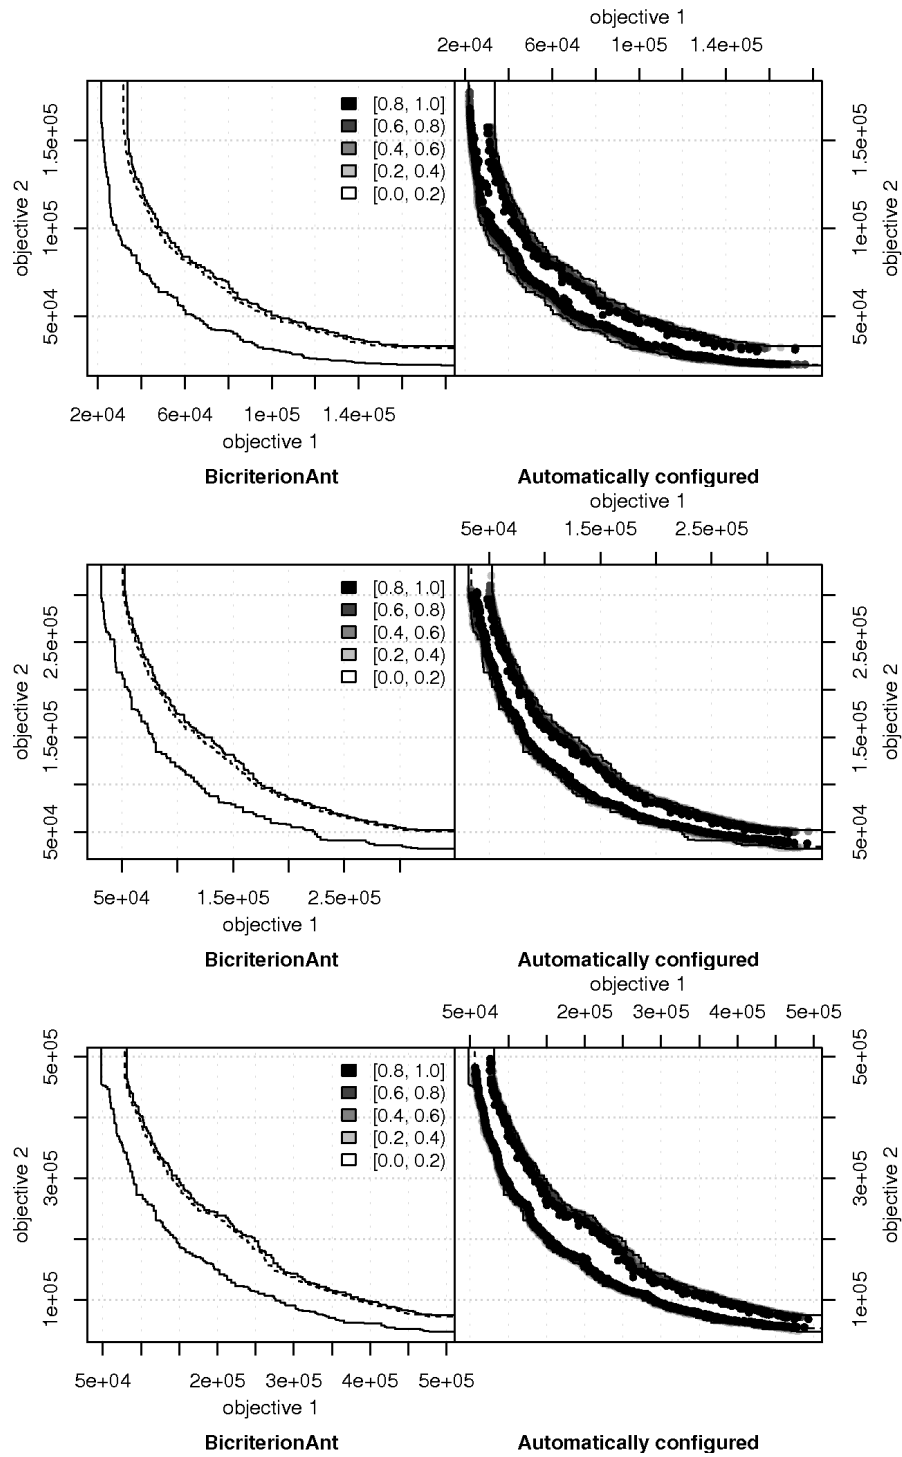 objective 1
2e+04 6e+04 1e+05 1.4e+05
objective 2
5e+04 1e+05 1.5e+05
[0.8, 1.0]
[0.6, 0.8)
[0.4, 0.6)
[0.2, 0.4)
[0.0, 0.2)
5e+04 1e+05 1.5e+05
objective 2
2e+04 6e+04 1e+05 1.4e+05
objective 1
BicriterionAnt Automatically configured
objective 1
5e+04 1.5e+05 2.5e+05
objective 2
5e+04 1.5e+05 2.5e+05
[0.8, 1.0]
[0.6, 0.8)
[0.4, 0.6)
[0.2, 0.4)
[0.0, 0.2)
5e+04 1.5e+05 2.5e+05
objective 2
5e+04 1.5e+05 2.5e+05
objective 1
BicriterionAnt Automatically configured
objective 1
5e+04 2e+05 3e+05 4e+05 5e+05
objective 2
1e+05 3e+05 5e+05
[0.8, 1.0]
[0.6, 0.8)
[0.4, 0.6)
[0.2, 0.4)
[0.0, 0.2)
1e+05 3e+05 5e+05
objective 2
5e+04 2e+05 3e+05 4e+05 5e+05
objective 1
BicriterionAnt Automatically configured